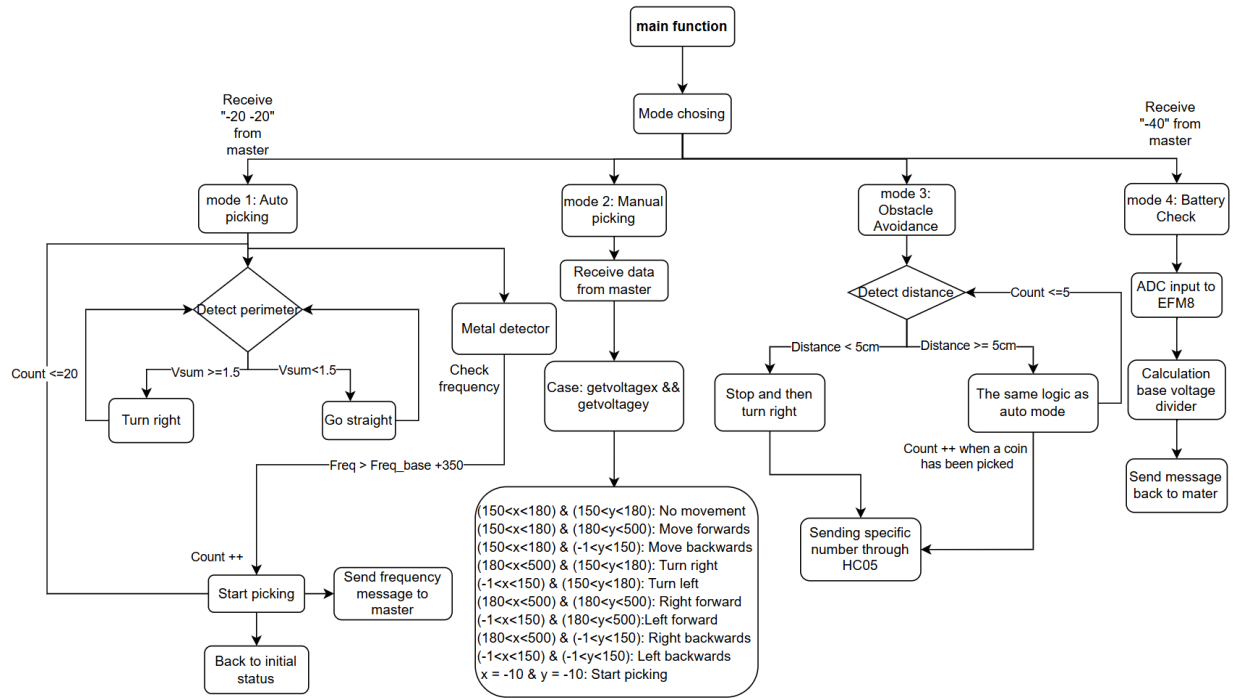 main function
Mode chosing
Receive
"-20 -20"
from
master
Receive
"-40" from
master
mode 1: Auto
picking
mode 2: Manual
picking
mode 3:
Obstacle
Avoidance
mode 4: Battery
Check
Detect perimeter
Vsum >=1.5
Vsum<1.5
Turn right
Go straight
Count <=20
Metal detector
Check
frequency
Freq > Freq_base +350
Count ++
Start picking
Send frequency
message to
master
Back to initial
status
Receive data
from master
Case: getvoltagex &&
getvoltagey
(150<x<180) & (150<y<180): No movement
(150<x<180) & (180<y<500): Move forwards
(150<x<180) & (-1<y<150): Move backwards
(180<x<500) & (150<y<180): Turn right
(-1<x<150) & (150<y<180): Turn left
(180<x<500) & (180<y<500): Right forward
(-1<x<150) & (180<y<500):Left forward
(180<x<500) & (-1<y<150): Right backwards
(-1<x<150) & (-1<y<150): Left backwards
x = -10 & y = -10: Start picking
Detect distance
Count <=5
Distance < 5cm
Distance >= 5cm
Stop and then
turn right
The same logic as
auto mode
Count ++ when a coin
has been picked
Sending specific
number through
HC05
ADC input to
EFM8
Calculation
base voltage
divider
Send message
back to mater